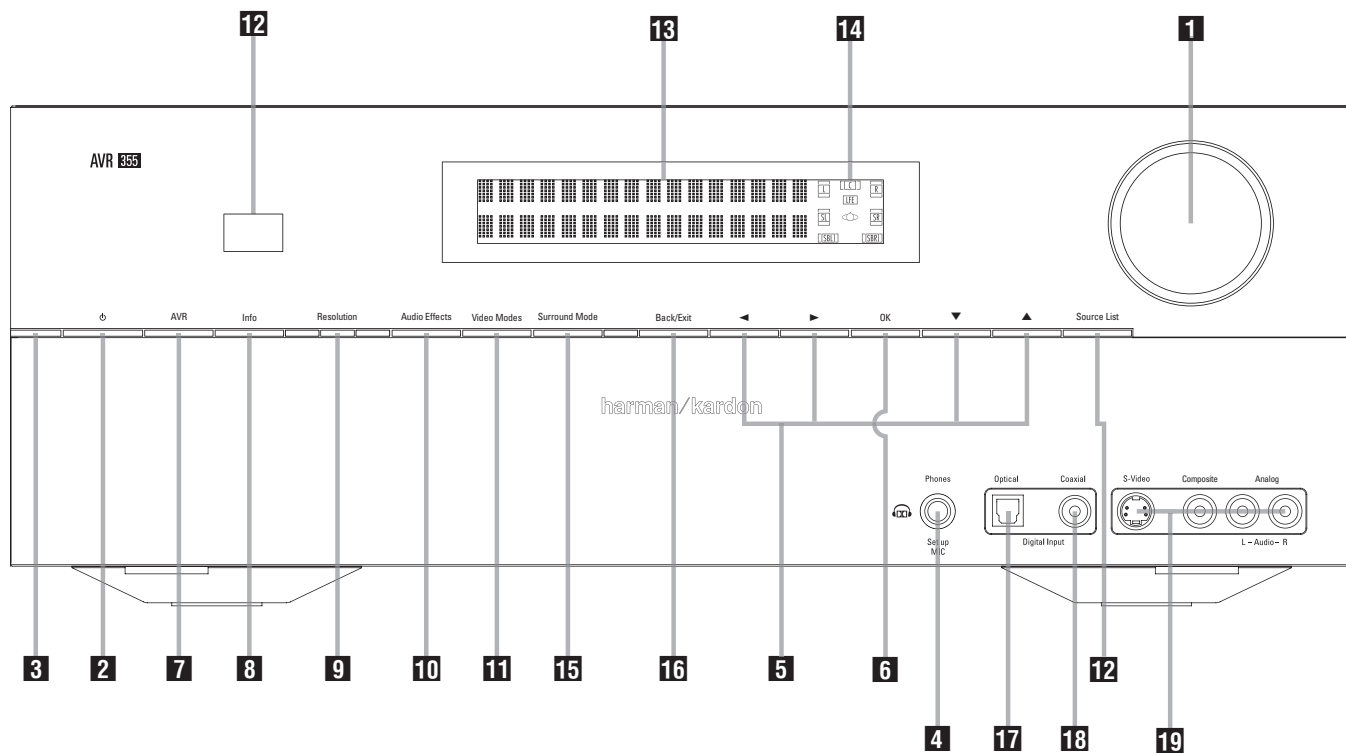 12 13 14 1
AVR 355
L C R
LFE
SL SR
SBL SBR
AVR Info Resolution Audio Effects Video Modes Surround Mode Back/Exit OK Source List
harman/kardon
Phones Optical Coaxial S-Video Composite Analog
Set up MIC Digital Input L – Audio – R
3 2 7 8 9 10 11 15 16 5 6 12
4 17 18 19